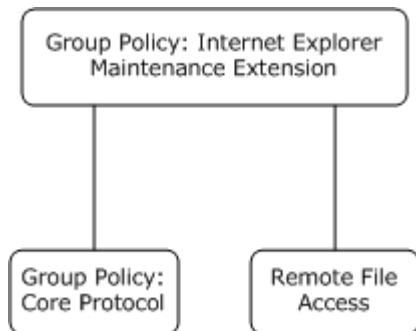 Group Policy: Internet Explorer
Maintenance Extension
Group Policy:
Core Protocol
Remote File
Access